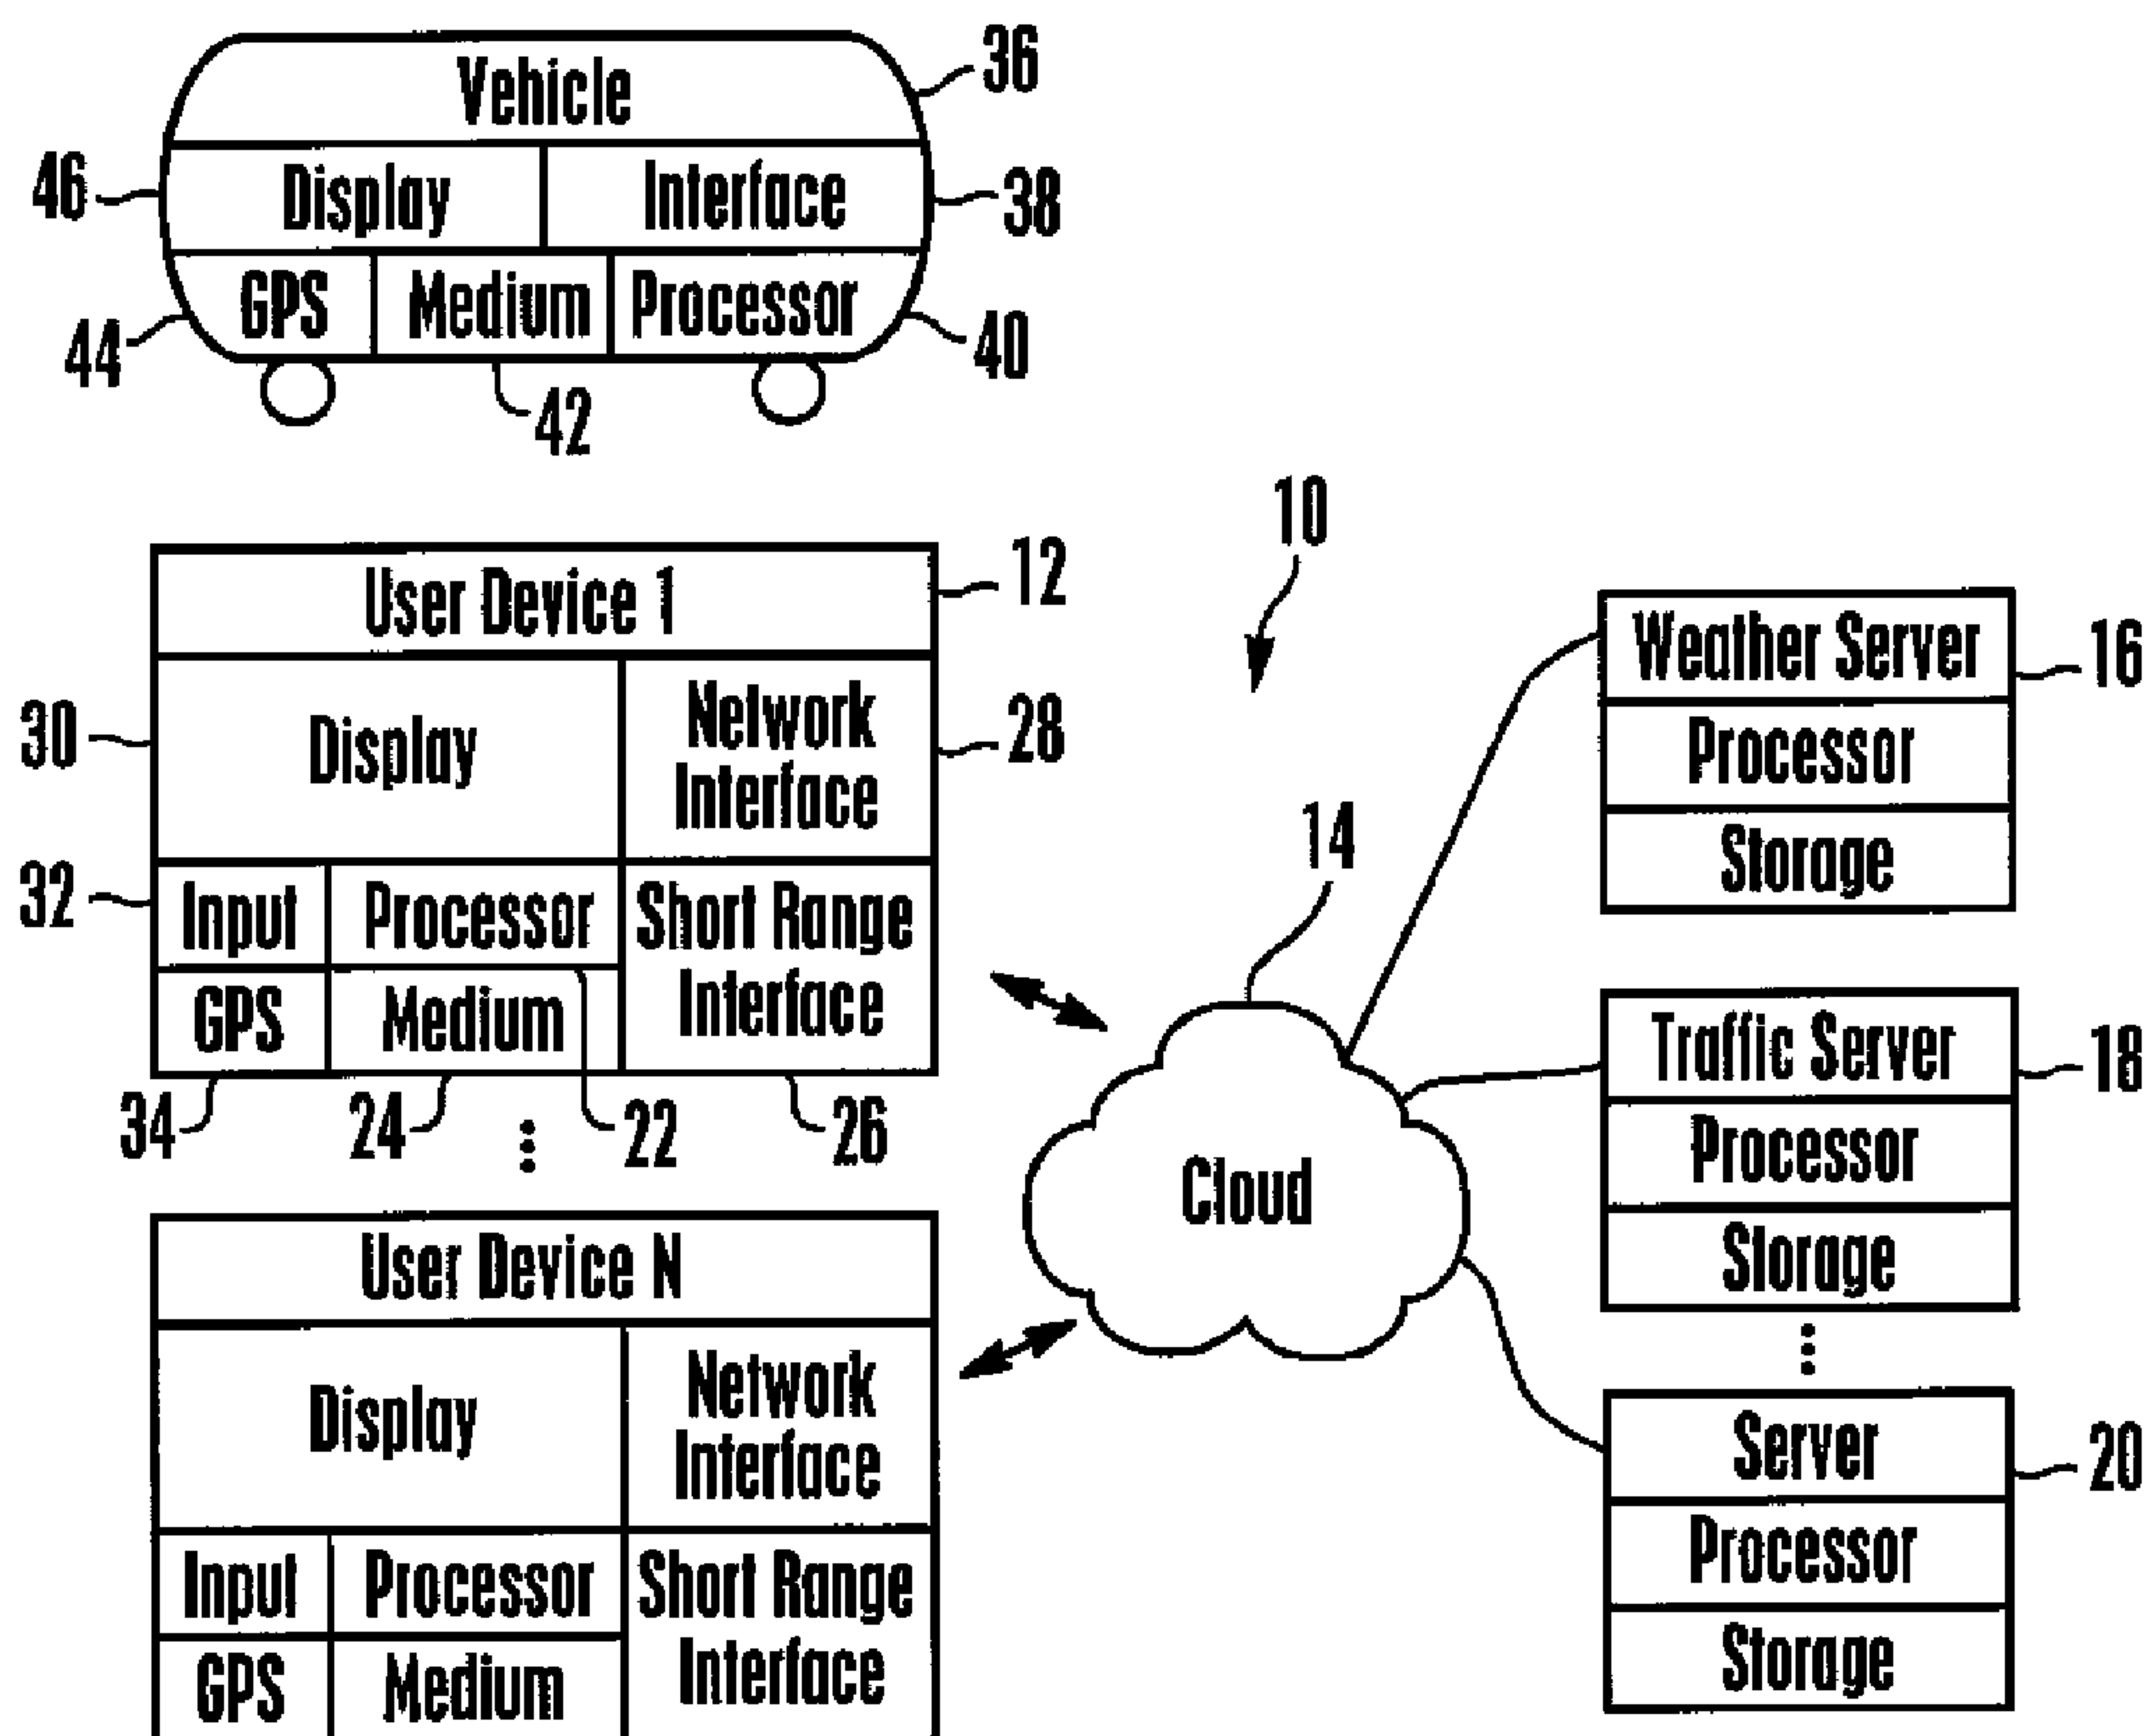 Vehicle
36
46
Display
Interface
38
GPS
Medium
Processor
44
40
42
10
User Device 1
12
30
Display
Network
Interface
28
32
Input
Processor
Short Range
Interface
GPS
Medium
34
24
22
26
User Device N
Display
Network
Interface
Input
Processor
Short Range
Interface
GPS
Medium
14
Cloud
Weather Server
16
Processor
Storage
Traffic Server
18
Processor
Storage
Server
20
Processor
Storage